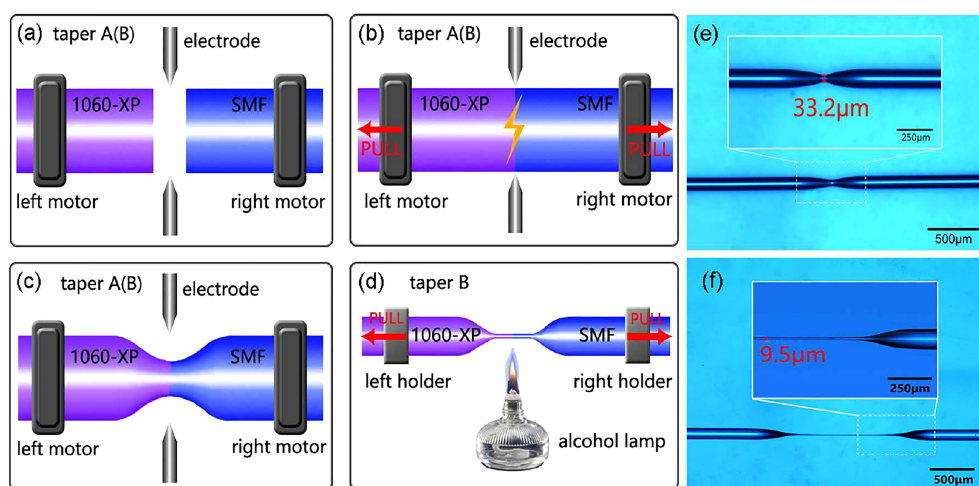 (a) taper A(B)
electrode
1060-XP
SMF
left motor
right motor
(b) taper A(B)
electrode
1060-XP
SMF
PULL
PULL
left motor
right motor
(c) taper A(B)
electrode
1060-XP
SMF
left motor
right motor
(d) taper B
PULL
PULL
1060-XP
SMF
left holder
right holder
alcohol lamp
(e)
33.2μm
250μm
500μm
(f)
9.5μm
250μm
500μm